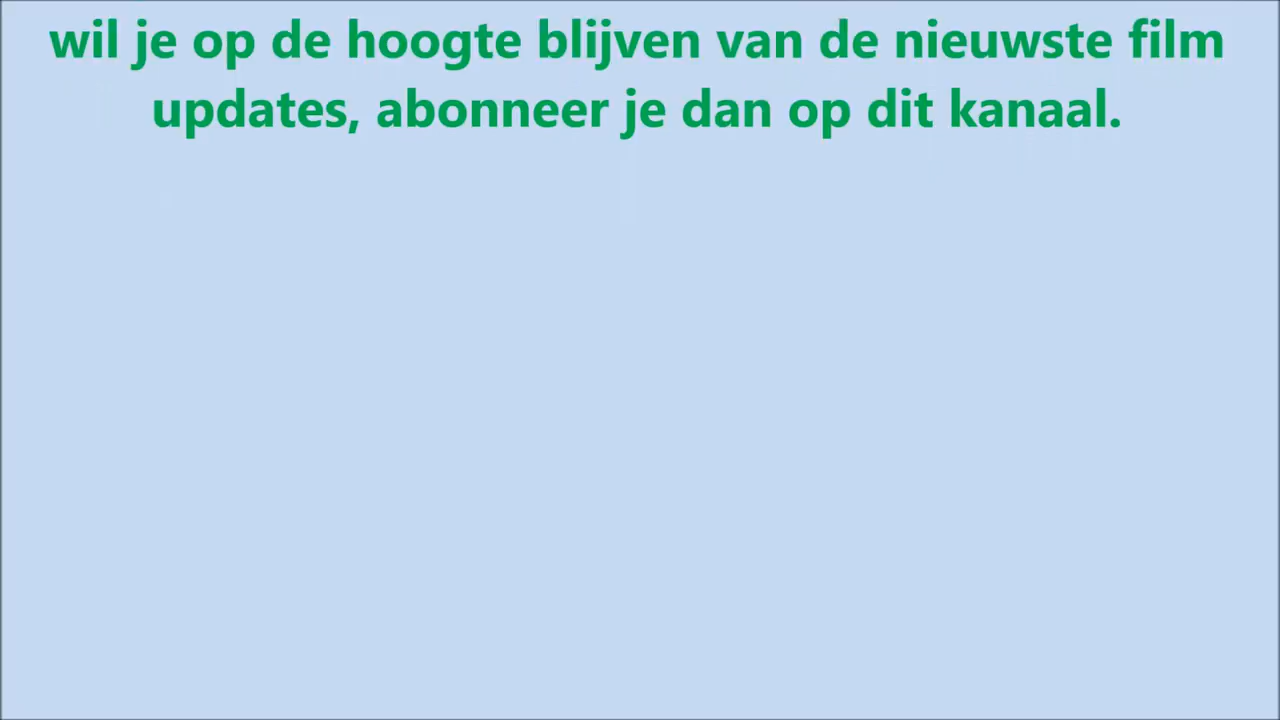 wil je op de hoogte blijven van de nieuwste film
updates, abonneer je dan op dit kanaal.